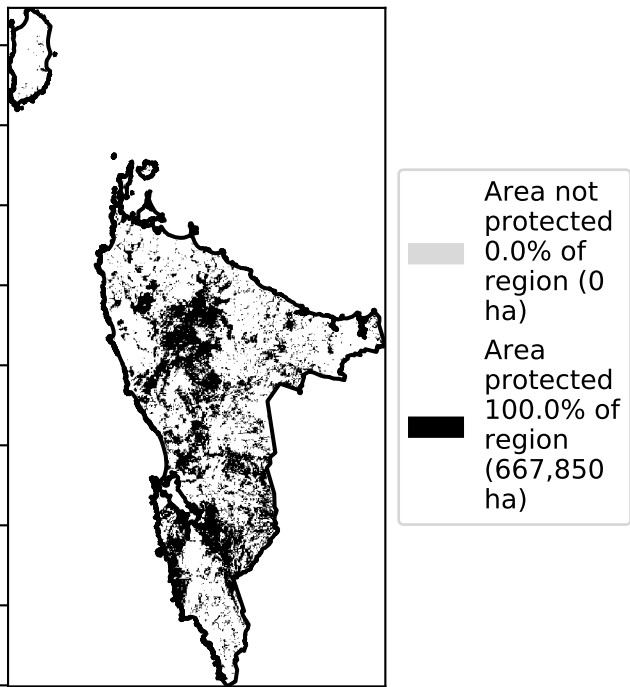 Area not
protected
0.0% of
region (0
ha)
Area
protected
100.0% of
region
(667,850
ha)